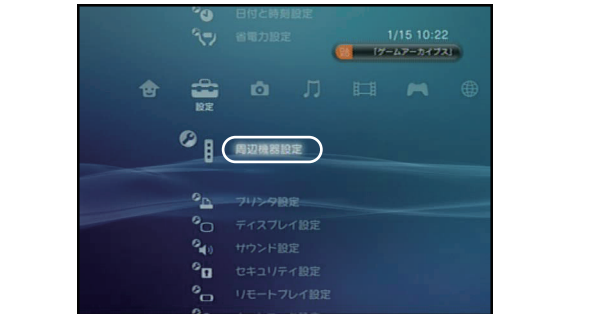 日付と時刻設定
省電力設定
1/15 10:22
「ゲームアーカイブス」
設定
周辺機器設定
プリンタ設定
ディスプレイ設定
サウンド設定
セキュリティ設定
リモートプレイ設定